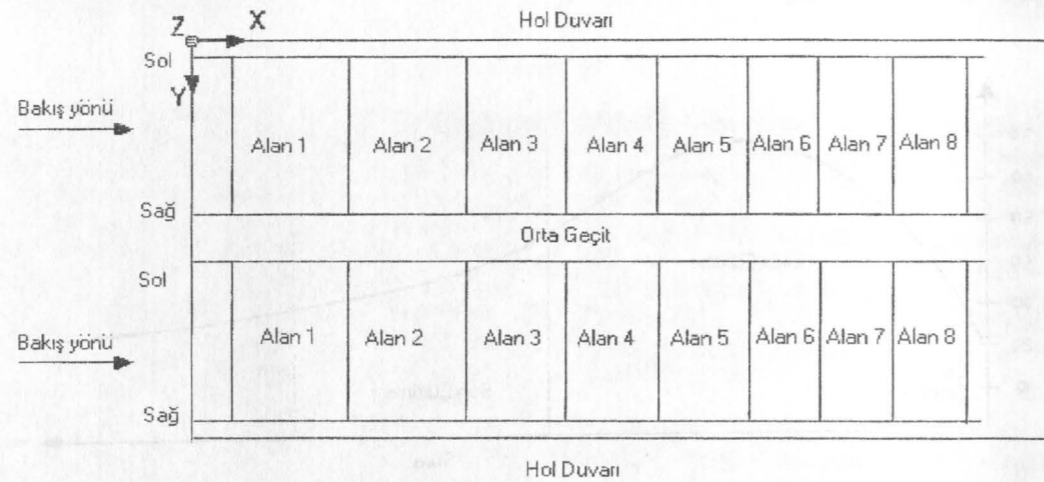 Hol Duvarı
Z X
Sol
Y
Bakış yönü
Alan 1 Alan 2 Alan 3 Alan 4 Alan 5 Alan 6 Alan 7 Alan 8
Sağ
Orta Geçit
Sol
Bakış yönü
Alan 1 Alan 2 Alan 3 Alan 4 Alan 5 Alan 6 Alan 7 Alan 8
Sağ
Hol Duvarı